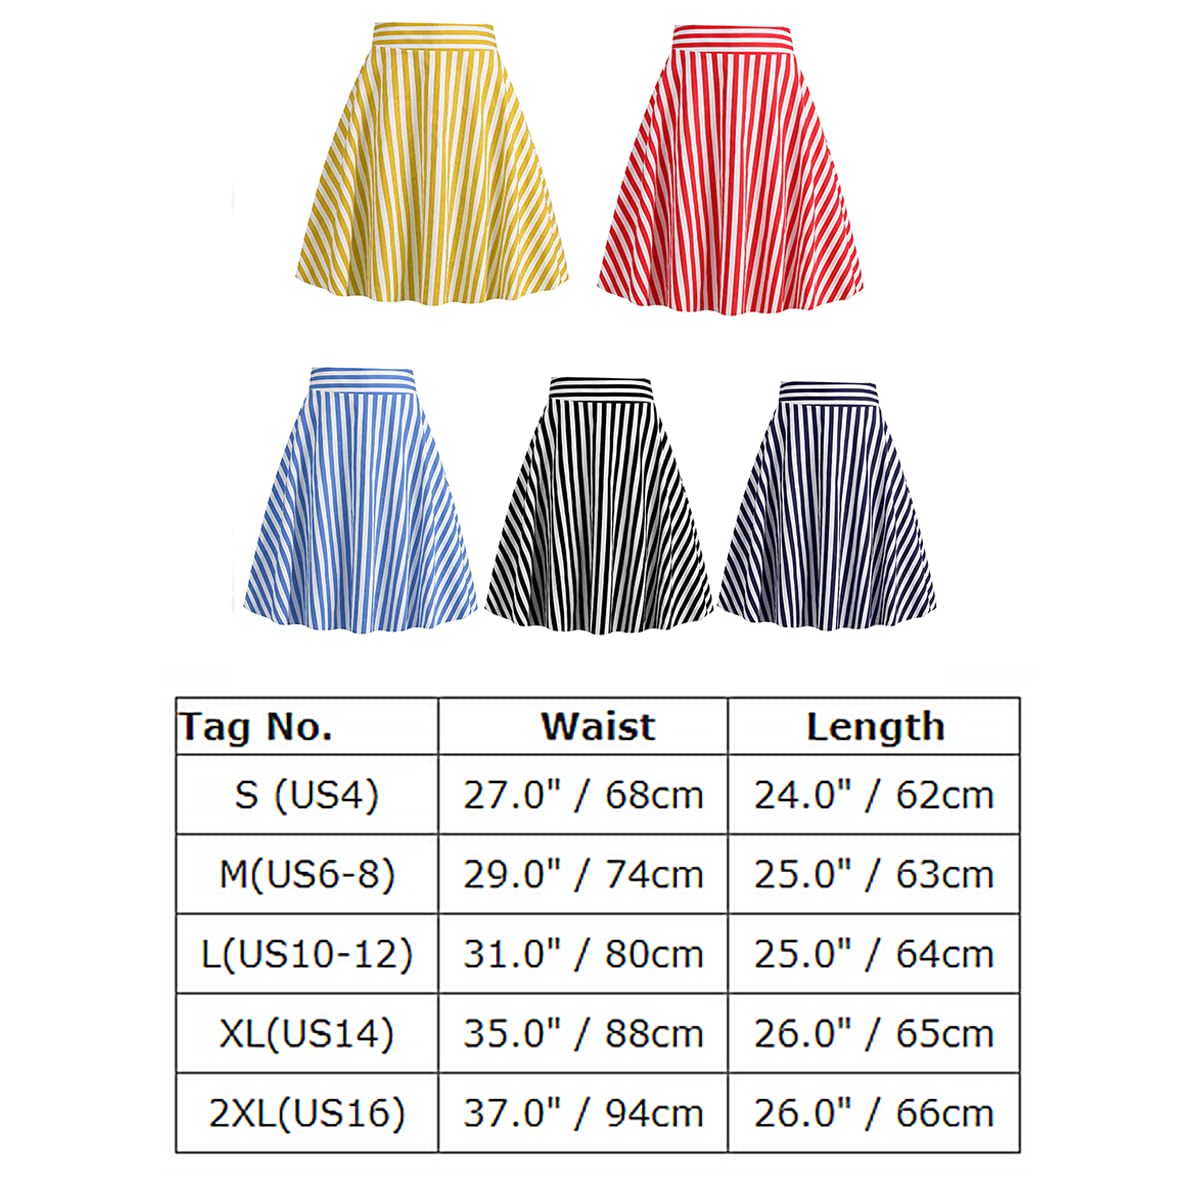 Tag No. Waist Length
S (US4) 27.0" / 68cm 24.0" / 62cm
M(US6-8) 29.0" / 74cm 25.0" / 63cm
L(US10-12) 31.0" / 80cm 25.0" / 64cm
XL(US14) 35.0" / 88cm 26.0" / 65cm
2XL(US16) 37.0" / 94cm 26.0" / 66cm